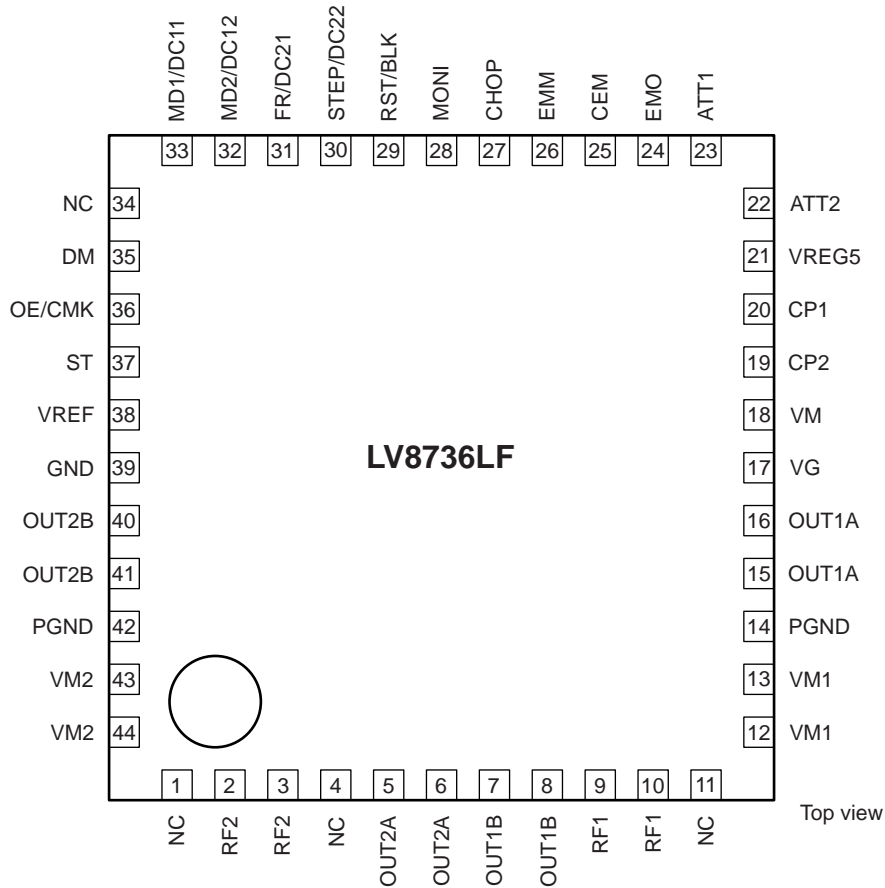 MD1/DC11
MD2/DC12
FR/DC21
STEP/DC22
RST/BLK
MONI
CHOP
EMM
CEM
EMO
ATT1
33 32 31 30 29 28 27 26 25 24 23
NC 34 22 ATT2
DM 35 21 VREG5
OE/CMK 36 20 CP1
ST 37 19 CP2
VREF 38 18 VM
GND 39 LV8736LF 17 VG
OUT2B 40 16 OUT1A
OUT2B 41 15 OUT1A
PGND 42 14 PGND
VM2 43 13 VM1
VM2 44 12 VM1
1 2 3 4 5 6 7 8 9 10 11
NC
RF2
RF2
NC
OUT2A
OUT2A
OUT1B
OUT1B
RF1
RF1
NC
Top view